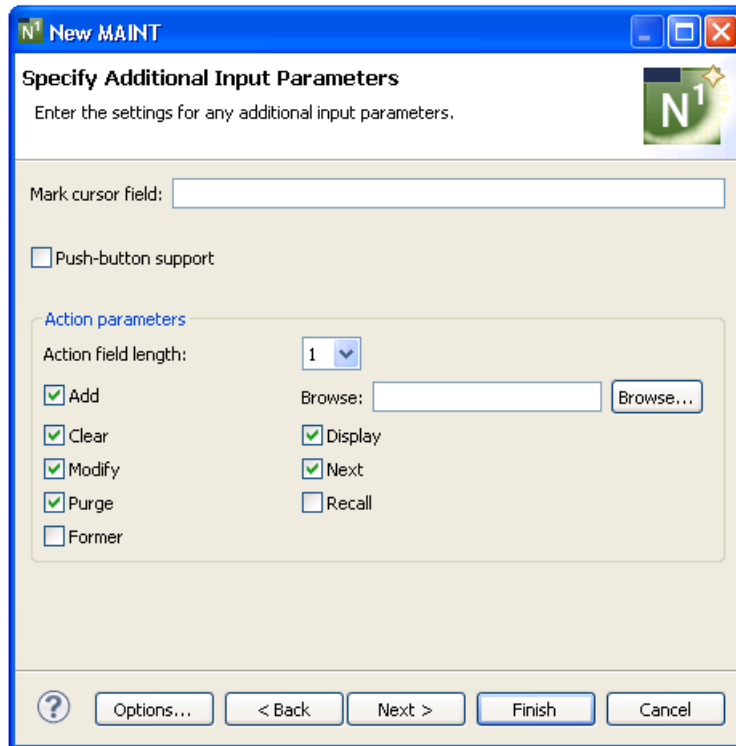 N1 New MAINT
Specify Additional Input Parameters
Enter the settings for any additional input parameters.
N1
Mark cursor field:
Push-button support
Action parameters
Action field length: 1
Add Browse: Browse...
Clear Display
Modify Next
Purge Recall
Former
? Options... < Back Next > Finish Cancel